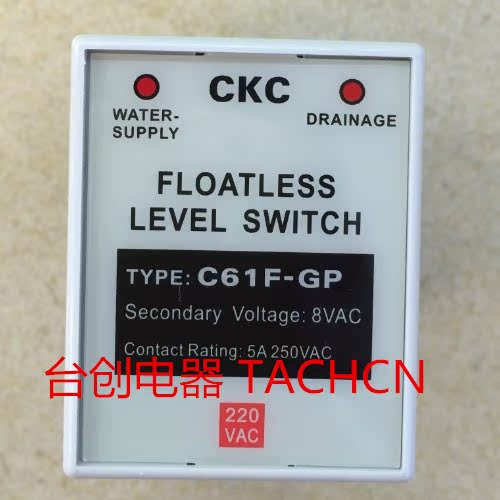 CKC
WATER-
SUPPLY
DRAINAGE
FLOATLESS
LEVEL SWITCH
TYPE: C61F-GP
Secondary Voltage: 8VAC
Contact Rating: 5A 250VAC
台创电器 TACHCN
220
VAC